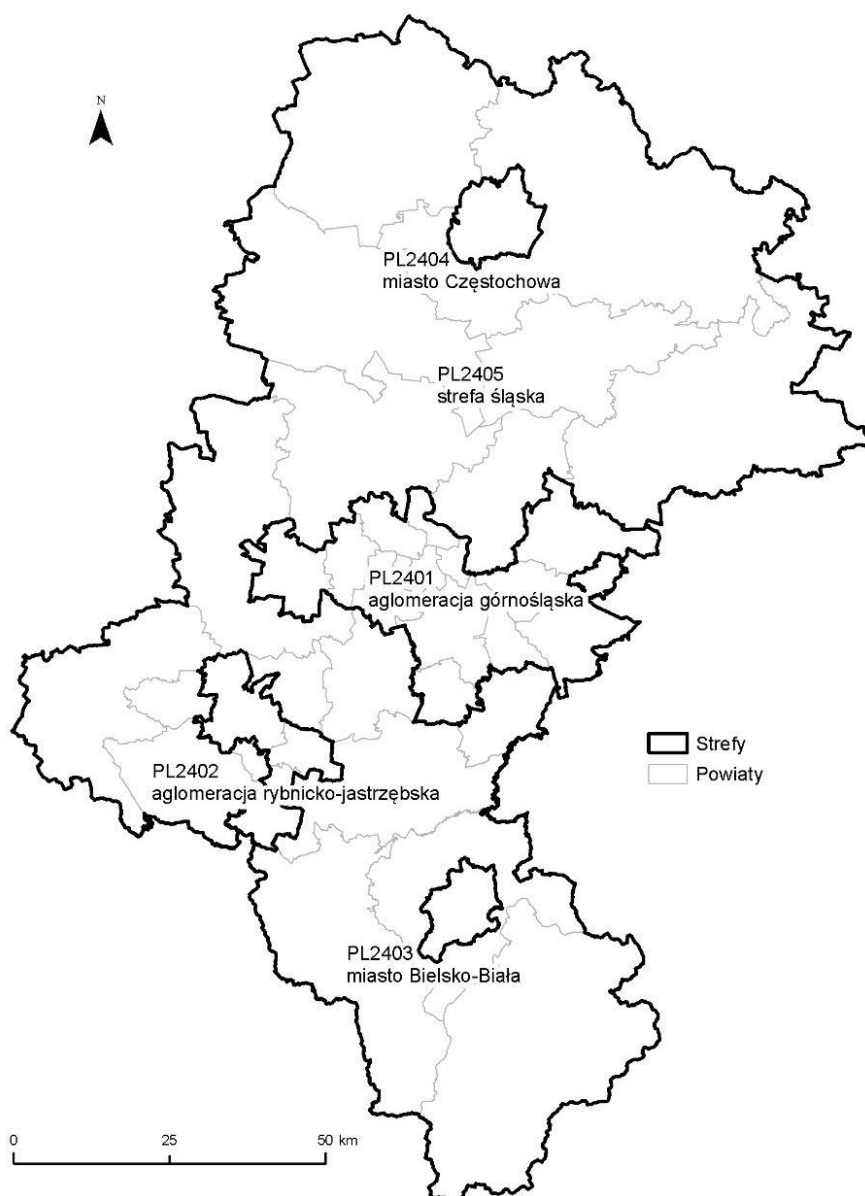 N
PL2404
miasto Częstochowa
PL2405
strefa śląska
PL2401
aglomeracja górnośląska
Strefy
Powiaty
PL2402
aglomeracja rybnicko-jastrzębska
PL2403
miasto Bielsko-Biała
0 25 50 km